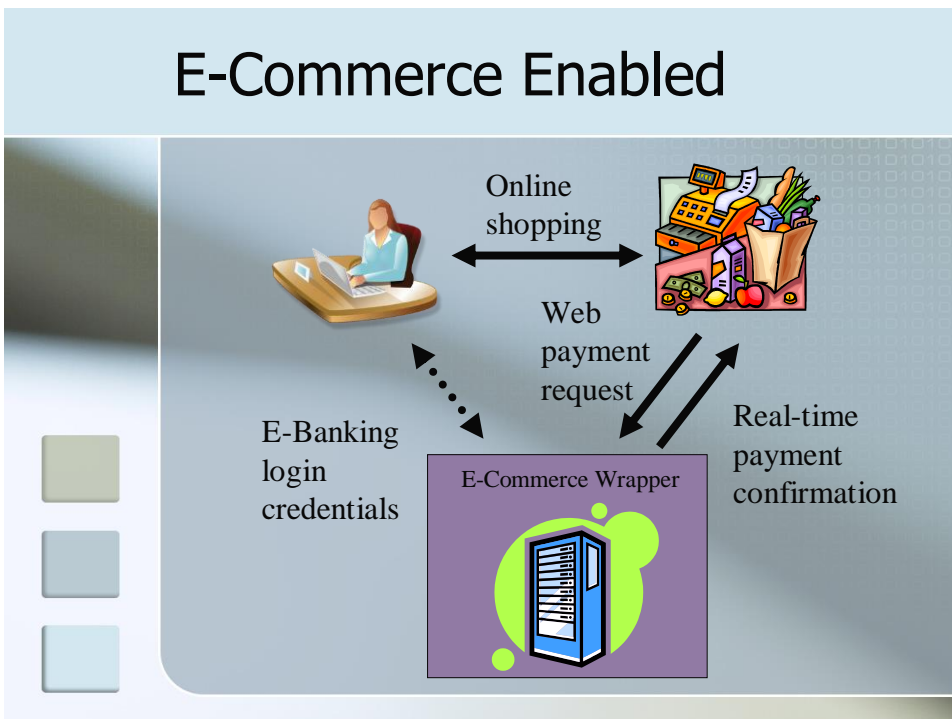 E-Commerce Enabled
Online
shopping
Web
payment
request
Real-time
payment
confirmation
E-Banking
login
credentials
E-Commerce Wrapper